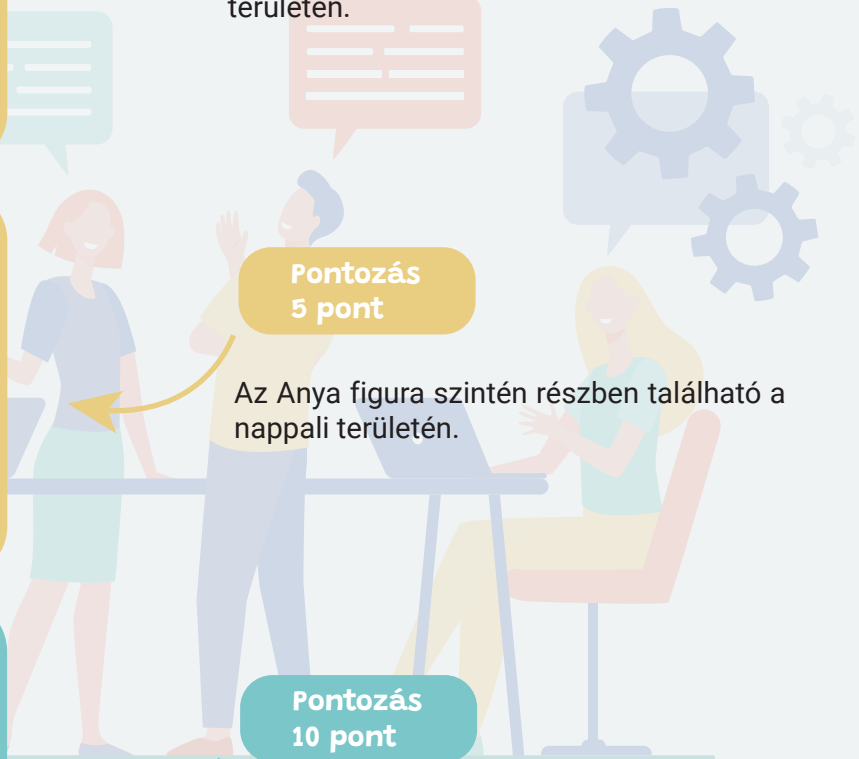 területén.
Pontozás
5 pont
Az Anya figura szintén részben található a
nappali területén.
Pontozás
10 pont